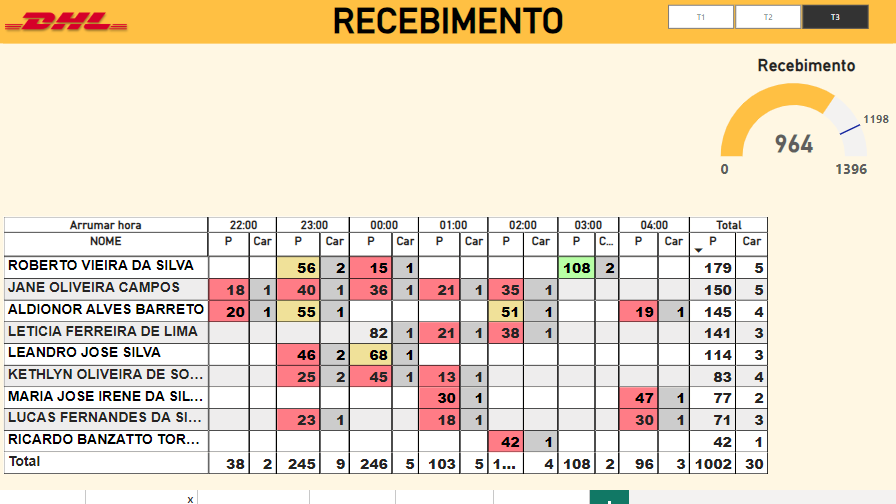 DHL RECEBIMENTO T1 T2 T3
Recebimento
1198
964
0 1396
Arrumar hora 22:00 23:00 00:00 01:00 02:00 03:00 04:00 Total
NOME P Car P Car P Car P Car P Car P C... P Car P Car
ROBERTO VIEIRA DA SILVA 56 2 15 1 108 2 179 5
JANE OLIVEIRA CAMPOS 18 1 40 1 36 1 21 1 35 1 150 5
ALDIONOR ALVES BARRETO 20 1 55 1 51 1 19 1 145 4
LETICIA FERREIRA DE LIMA 82 1 21 1 38 1 141 3
LEANDRO JOSE SILVA 46 2 68 1 114 3
KETHLYN OLIVEIRA DE SO... 25 2 45 1 13 1 83 4
MARIA JOSE IRENE DA SIL... 30 1 47 1 77 2
LUCAS FERNANDES DA SI... 23 1 18 1 30 1 71 3
RICARDO BANZATTO TOR... 42 1 42 1
Total 38 2 245 9 246 5 103 5 1... 4 108 2 96 3 1002 30
x